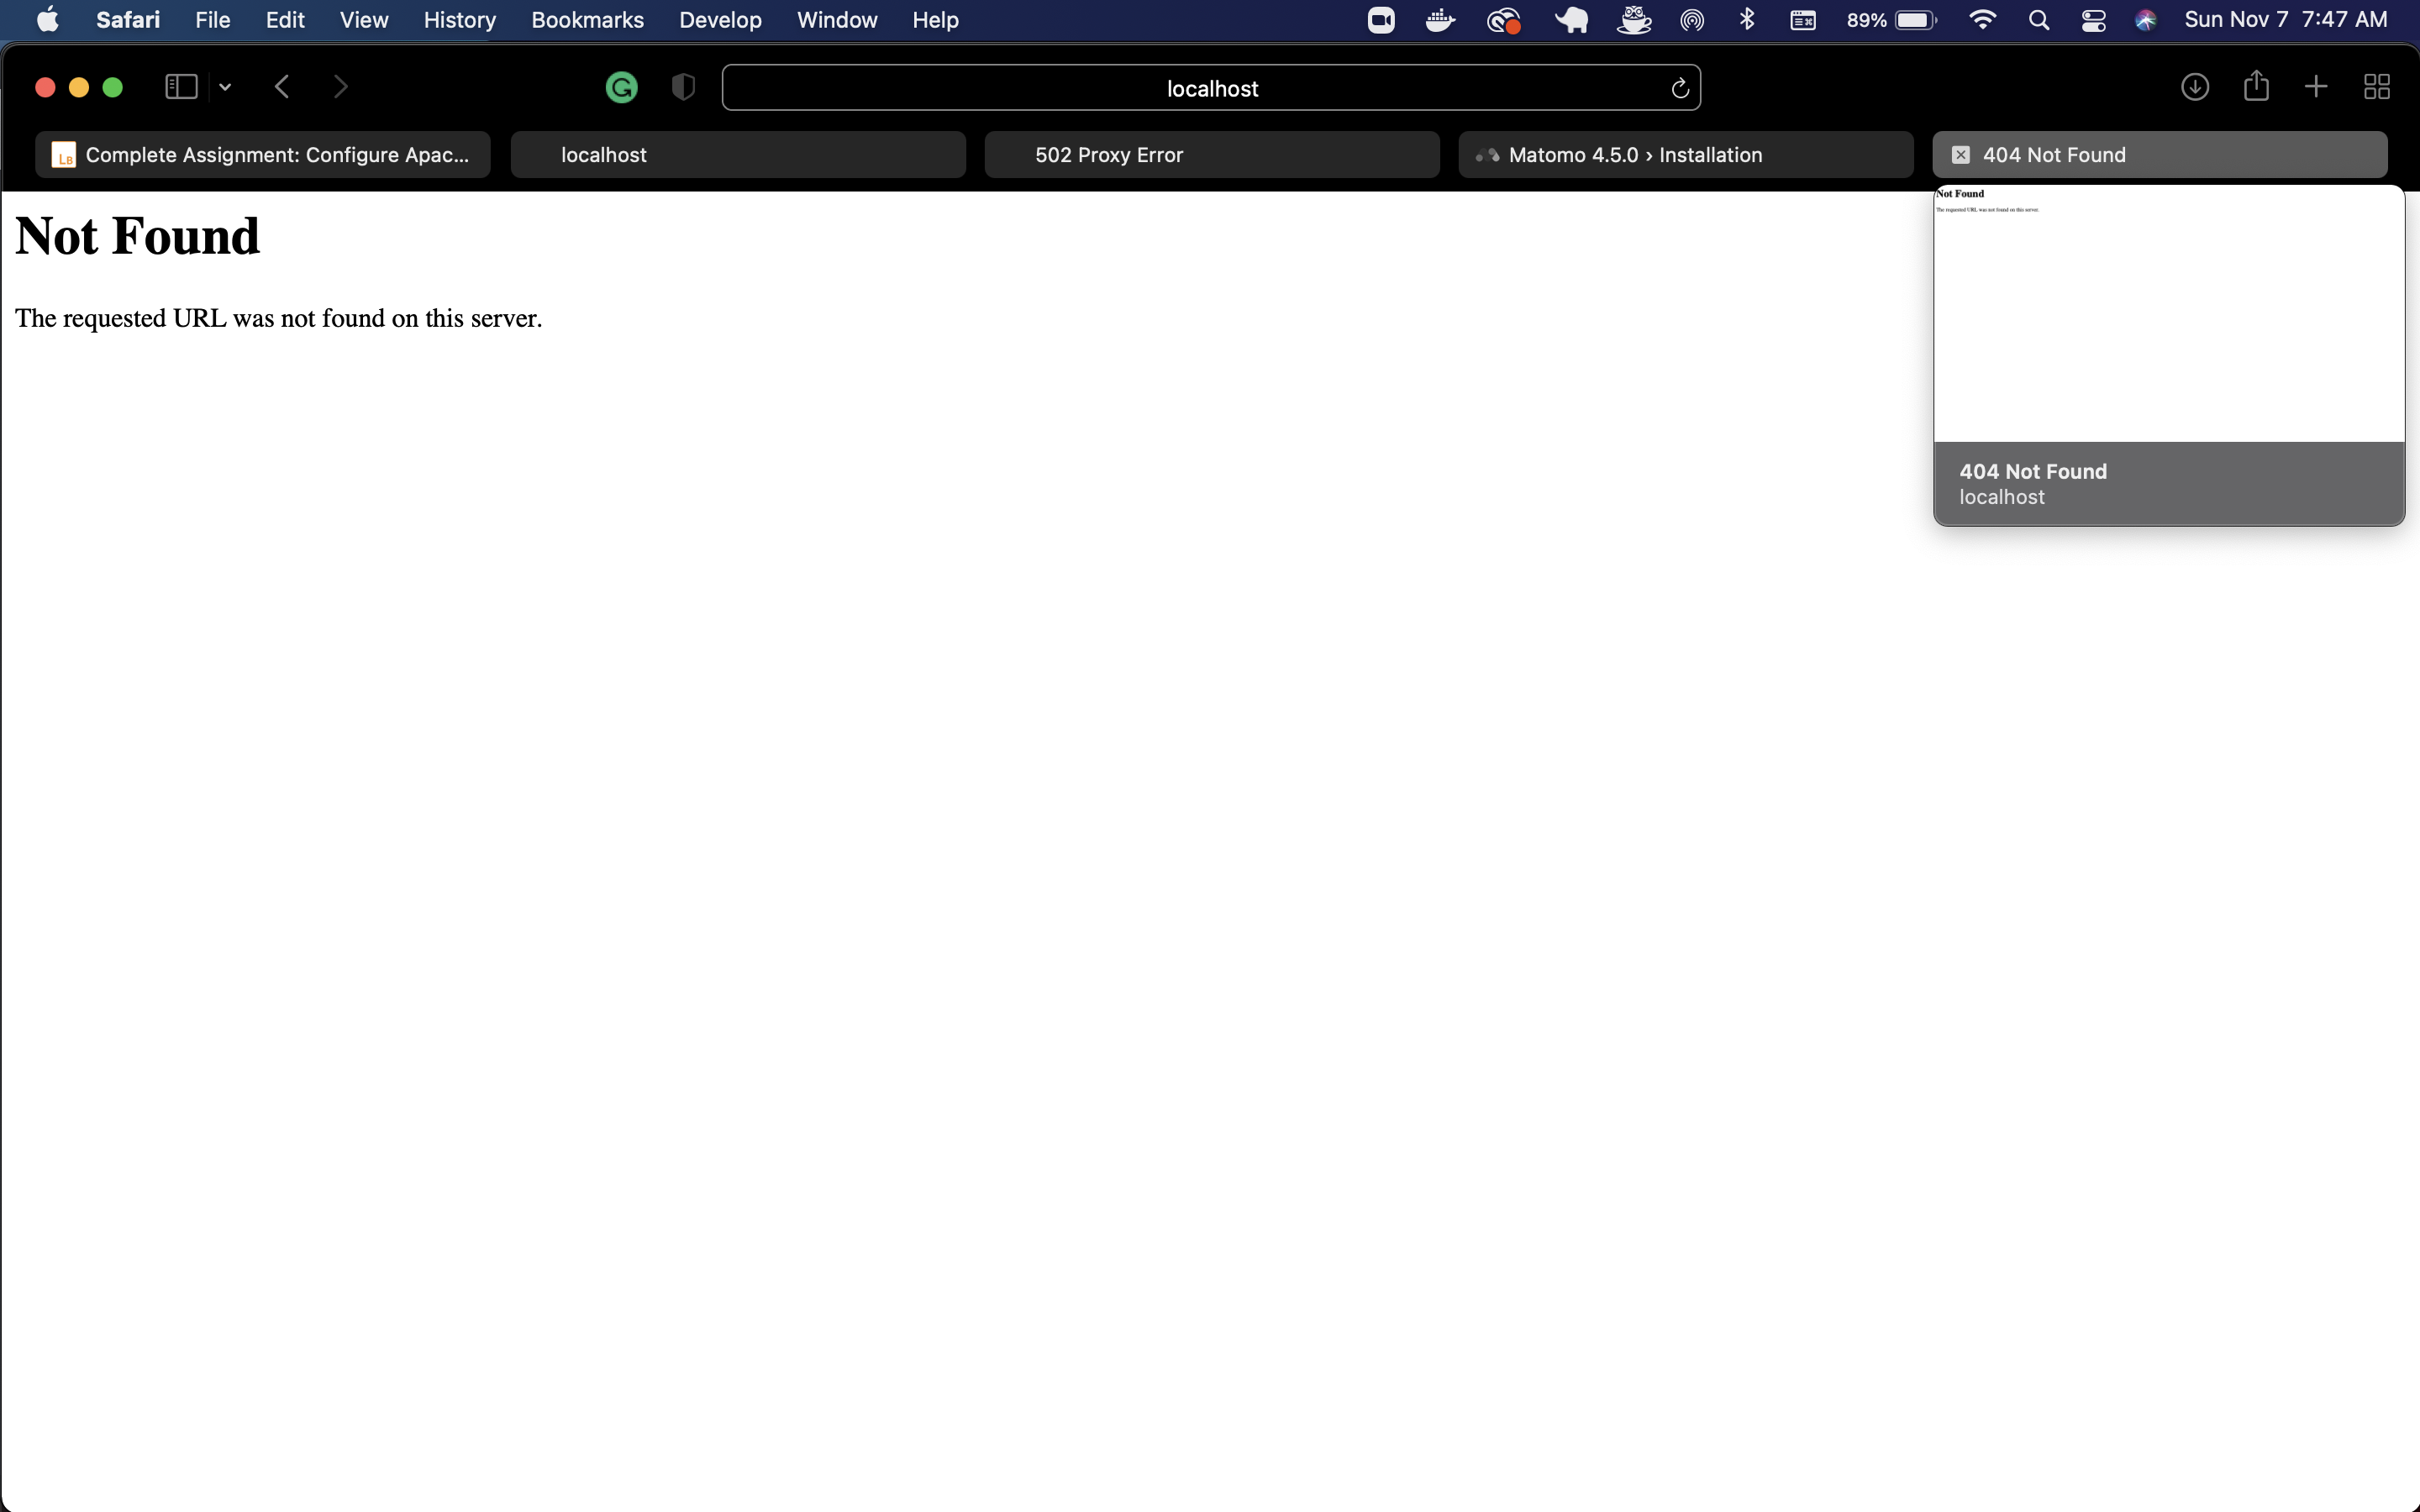 Safari File Edit View History Bookmarks Develop Window Help 89% Sun Nov 7 7:47 AM
localhost
LB Complete Assignment: Configure Apac... localhost 502 Proxy Error Matomo 4.5.0 › Installation 404 Not Found
Not Found
The requested URL was not found on this server.
Not Found
The requested URL was not found on this server.
404 Not Found
localhost